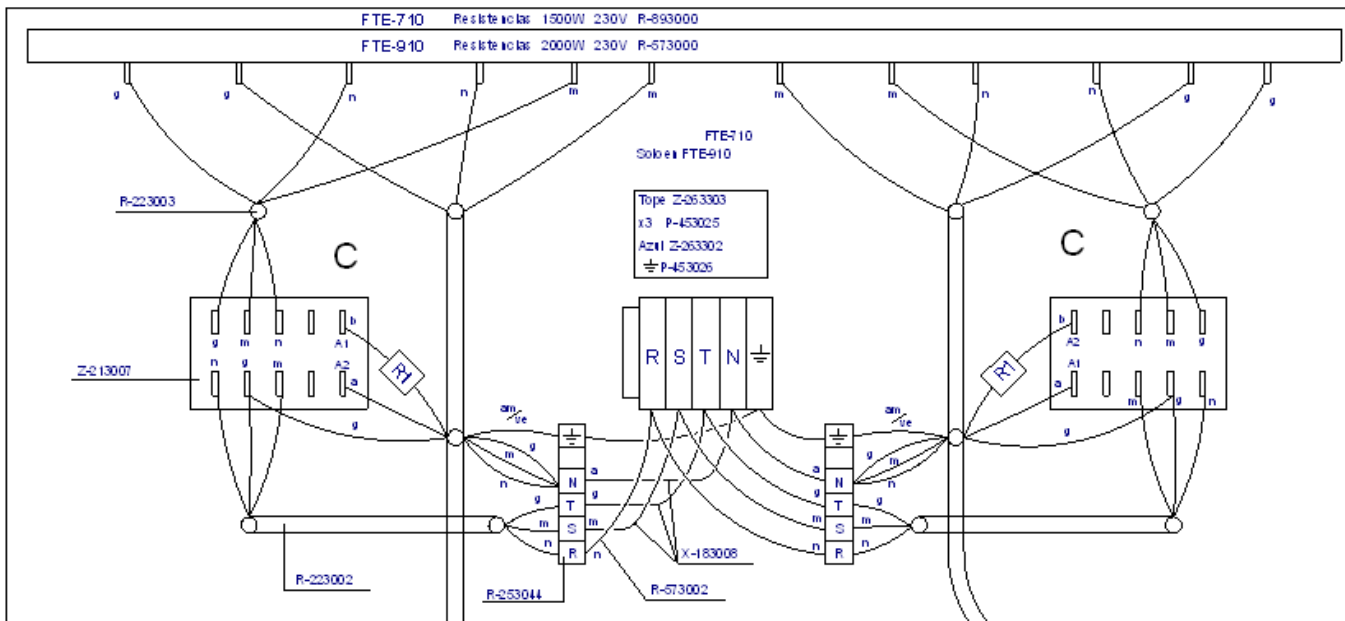 FTE-710 Resistencias 1500W 230V R-893000
FTE-910 Resistencias 2000W 230V R-573000
g g n n m m m m n n g g
FTE-710
Solo en FTE-910
R-223003
Tope Z-263303
x3 P-453025
Azul Z-263302
P-453026
C
C
g m n A1 b
n g m A2 a
R1
Z-213007
R S T N
b A2 n m g
a A1 m g n
R1
g
am/ve
g
m
n
N a
g T g
m S m
n R n
am/ve
g
m
n
g
a N
g T g
m S m
n R n
X-183008
R-223002
R-253044
R-573002